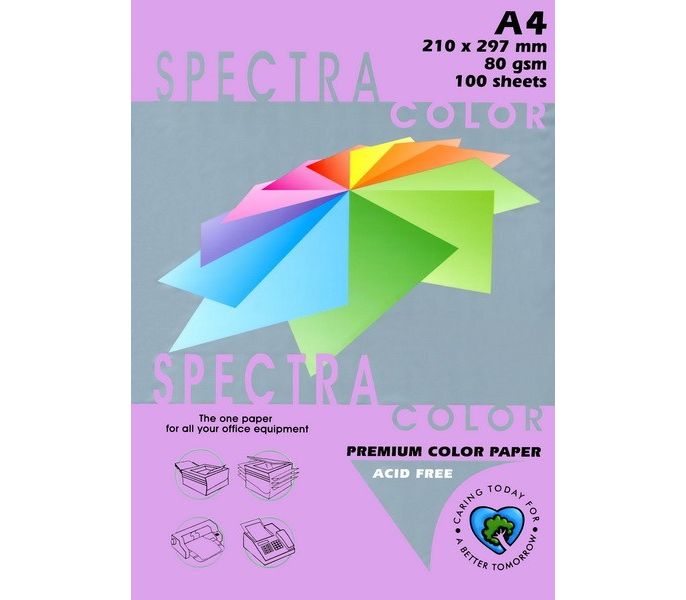 A4
210 x 297 mm
80 gsm
100 sheets
SPECTRA
COLOR
SPECTRA
COLOR
The one paper
for all your office equipment
PREMIUM COLOR PAPER
ACID FREE
CARING TODAY FOR
A BETTER TOMORROW